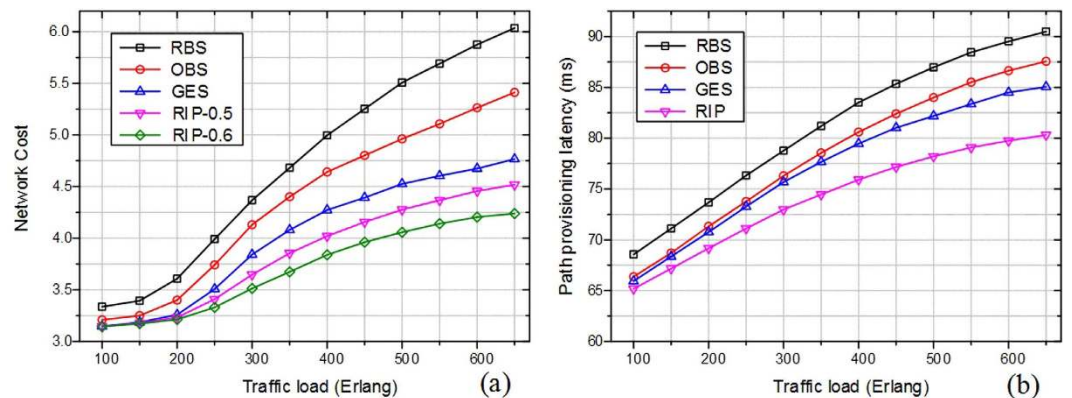 6.0
5.5
5.0
4.5
4.0
3.5
3.0
Network Cost
RBS
OBS
GES
RIP-0.5
RIP-0.6
100 200 300 400 500 600
Traffic load (Erlang)
(a)
90
85
80
75
70
65
60
Path provisioning latency (ms)
RBS
OBS
GES
RIP
100 200 300 400 500 600
Traffic load (Erlang)
(b)